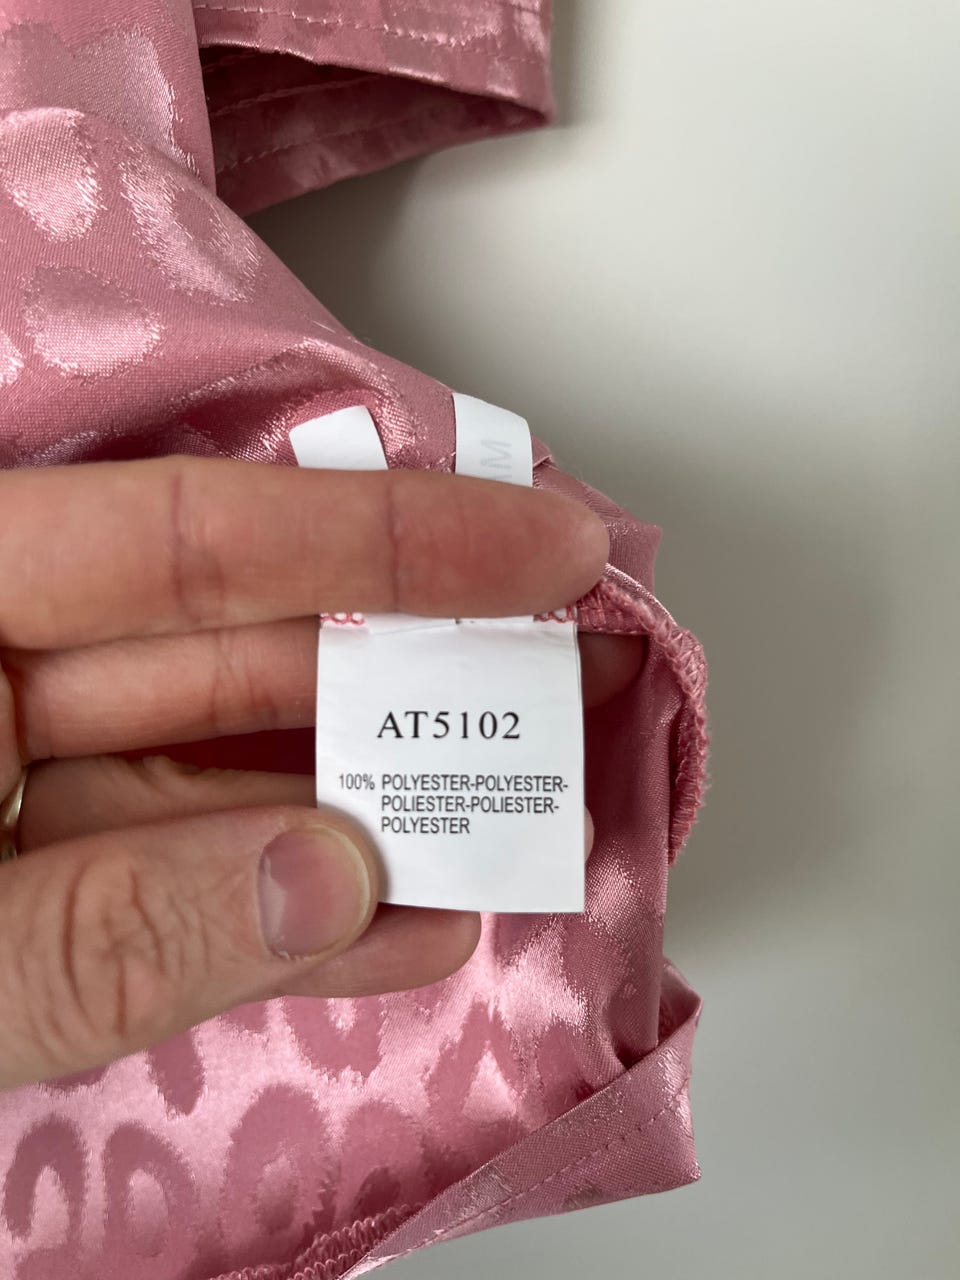 AT5102
100% POLYESTER-POLYESTER-
POLIESTER-POLIESTER-
POLYESTER